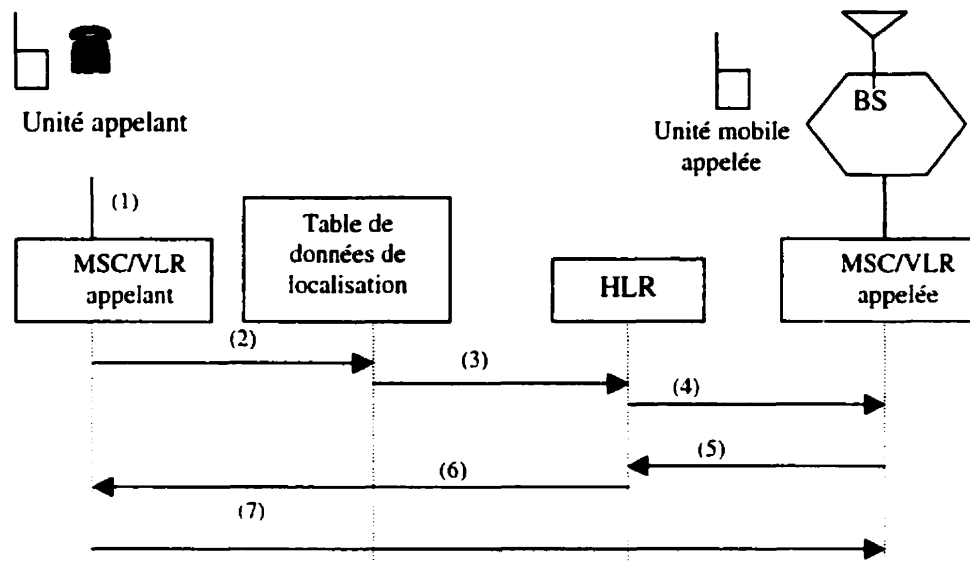 Unité appelant
Unité mobile
appelée
BS
(1)
MSC/VLR
appelant
Table de
données de
localisation
HLR
MSC/VLR
appelée
(2)
(3)
(4)
(5)
(6)
(7)